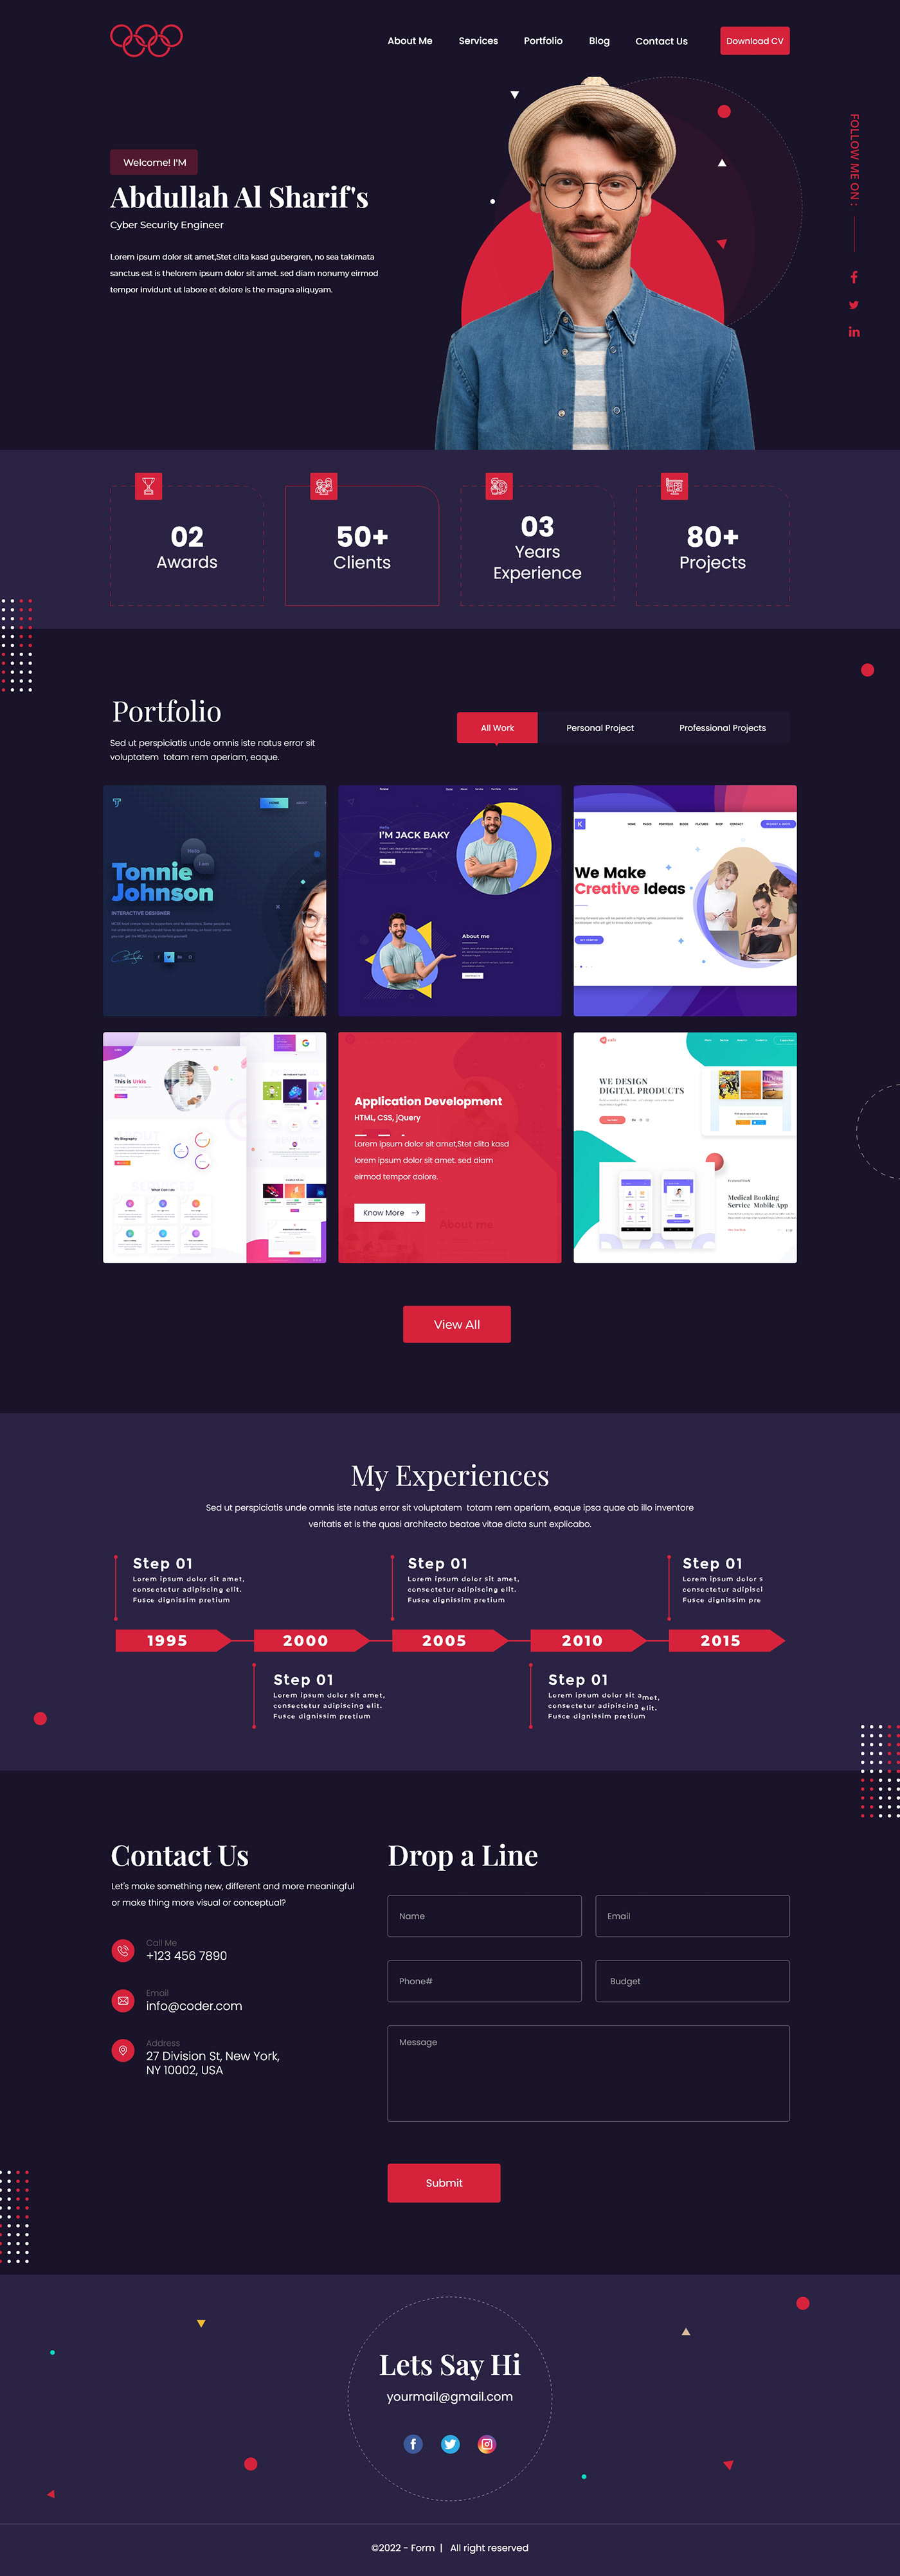 About Me
Services
Portfolio
Blog
Contact Us
Download CV
FOLLOW ME ON :
Welcome! I'M
Abdullah Al Sharif's
Cyber Security Engineer
Lorem ipsum dolor sit amet,Stet clita kasd gubergren, no sea takimata
sanctus est is thelorem ipsum dolor sit amet. sed diam nonumy eirmod
tempor invidunt ut labore et dolore is the magna aliquyam.
02
Awards
50+
Clients
03
Years
Experience
80+
Projects
Portfolio
Sed ut perspiciatis unde omnis iste natus error sit
voluptatem totam rem aperiam, eaque.
All Work
Personal Project
Professional Projects
HOME
ABOUT
Hello
I am
Tonnie
Johnson
INTERACTIVE DESIGNER
I'M JACK BAKY
About me
K
HOME
PAGES
PORTFOLIO
BLOGS
FEATURES
SHOP
CONTACT
We Make
Creative Ideas
This is Urkis
My Biography
What Can I do
Application Development
HTML, CSS, jQuery
Lorem ipsum dolor sit amet,Stet clita kasd
lorem ipsum dolor sit amet. sed diam
eirmod tempor dolore.
Know More
About me
WE DESIGN
DIGITAL PRODUCTS
Featured Work
Medical Booking
Service Mobile App
View All
My Experiences
Sed ut perspiciatis unde omnis iste natus error sit voluptatem totam rem aperiam, eaque ipsa quae ab illo inventore
veritatis et is the quasi architecto beatae vitae dicta sunt explicabo.
Step 01
Lorem ipsum dolor sit amet,
consectetur adipiscing elit.
Fusce dignissim pretium
Step 01
Lorem ipsum dolor sit amet,
consectetur adipiscing elit.
Fusce dignissim pretium
Step 01
Lorem ipsum dolor s
consectetur adipisci
Fusce dignissim pre
1995
2000
2005
2010
2015
Step 01
Lorem ipsum dolor sit amet,
consectetur adipiscing elit.
Fusce dignissim pretium
Step 01
Lorem ipsum dolor sit amet,
consectetur adipiscing elit.
Fusce dignissim pretium
Contact Us
Let's make something new, different and more meaningful
or make thing more visual or conceptual?
Call Me
+123 456 7890
Email
info@coder.com
Address
27 Division St, New York,
NY 10002, USA
Drop a Line
Name
Email
Phone#
Budget
Message
Submit
Lets Say Hi
yourmail@gmail.com
©2022 - Form | All right reserved